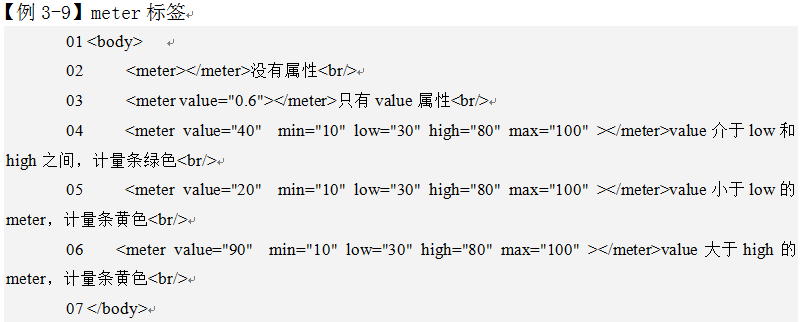 【例 3-9】meter 标签
01 <body>
02 <meter></meter>没有属性<br/>
03 <meter value="0.6"></meter>只有 value 属性<br/>
04 <meter value="40" min="10" low="30" high="80" max="100" ></meter>value 介于 low 和
high 之间，计量条绿色<br/>
05 <meter value="20" min="10" low="30" high="80" max="100" ></meter>value 小于 low 的
meter，计量条黄色<br/>
06 <meter value="90" min="10" low="30" high="80" max="100" ></meter>value 大于 high 的
meter，计量条黄色<br/>
07 </body>